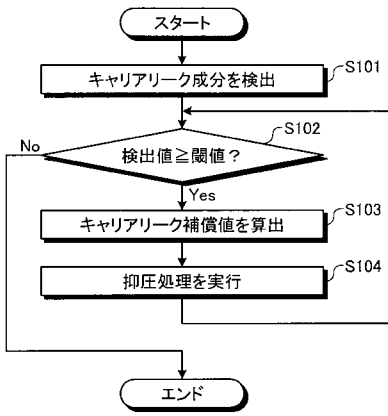 スタート
キャリアリーク成分を検出
S101
S102
検出値≧閾値?
No
Yes
キャリアリーク補償値を算出
S103
抑圧処理を実行
S104
エンド